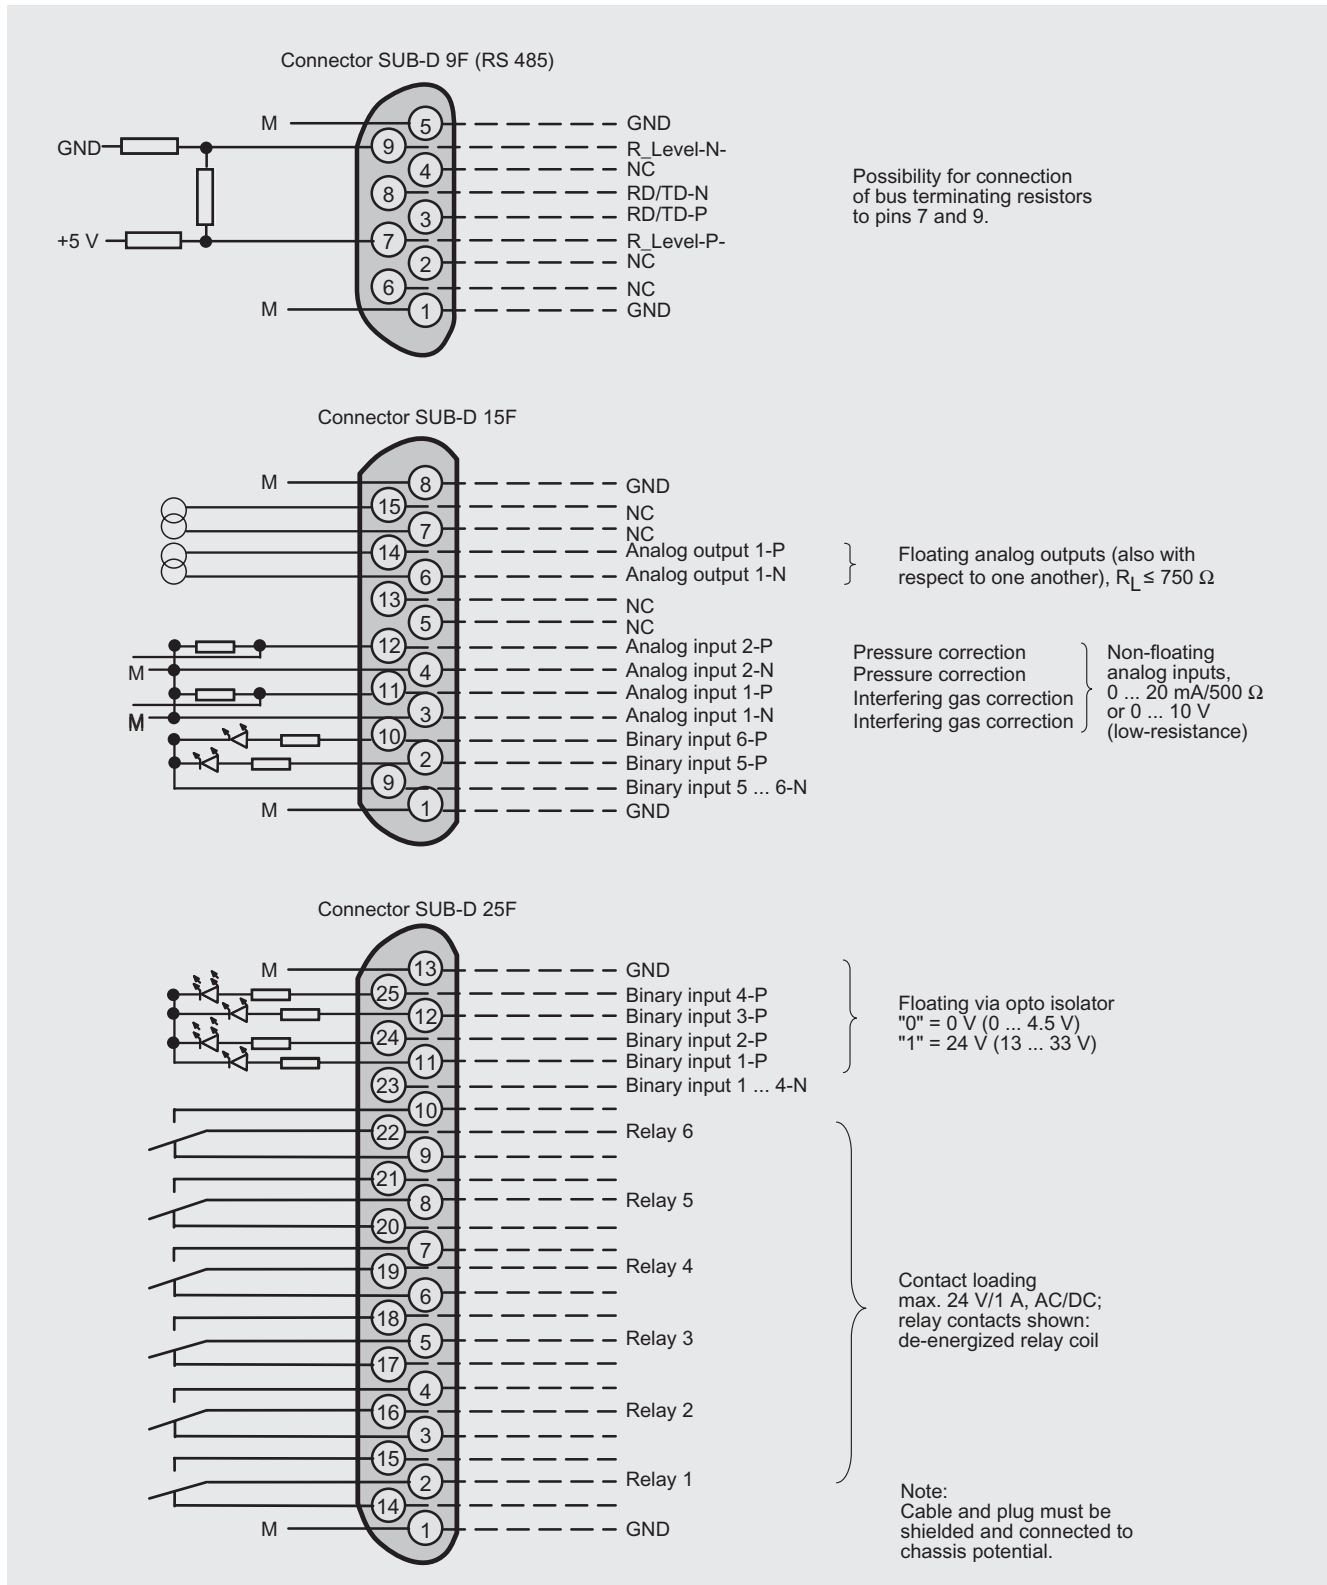 Connector SUB-D 9F (RS 485)
M 5 GND
GND 9 R_Level-N-
4 NC
8 RD/TD-N
3 RD/TD-P
+5 V 7 R_Level-P-
2 NC
6 NC
M 1 GND
Possibility for connection
of bus terminating resistors
to pins 7 and 9.
Connector SUB-D 15F
M 8 GND
15 NC
7 NC
14 Analog output 1-P
6 Analog output 1-N
Floating analog outputs (also with
respect to one another), RL ≤ 750 Ω
13 NC
5 NC
12 Analog input 2-P Pressure correction
M 4 Analog input 2-N Pressure correction
11 Analog input 1-P Interfering gas correction
M 3 Analog input 1-N Interfering gas correction
Non-floating
analog inputs,
0 ... 20 mA/500 Ω
or 0 ... 10 V
(low-resistance)
10 Binary input 6-P
2 Binary input 5-P
9 Binary input 5 ... 6-N
M 1 GND
Connector SUB-D 25F
M 13 GND
25 Binary input 4-P
12 Binary input 3-P
24 Binary input 2-P
11 Binary input 1-P
23 Binary input 1 ... 4-N
Floating via opto isolator
"0" = 0 V (0 ... 4.5 V)
"1" = 24 V (13 ... 33 V)
10
22 Relay 6
9
21
8 Relay 5
20
7
19 Relay 4
6
18
5 Relay 3
17
4
16 Relay 2
3
15
2 Relay 1
14
M 1 GND
Contact loading
max. 24 V/1 A, AC/DC;
relay contacts shown:
de-energized relay coil
Note:
Cable and plug must be
shielded and connected to
chassis potential.